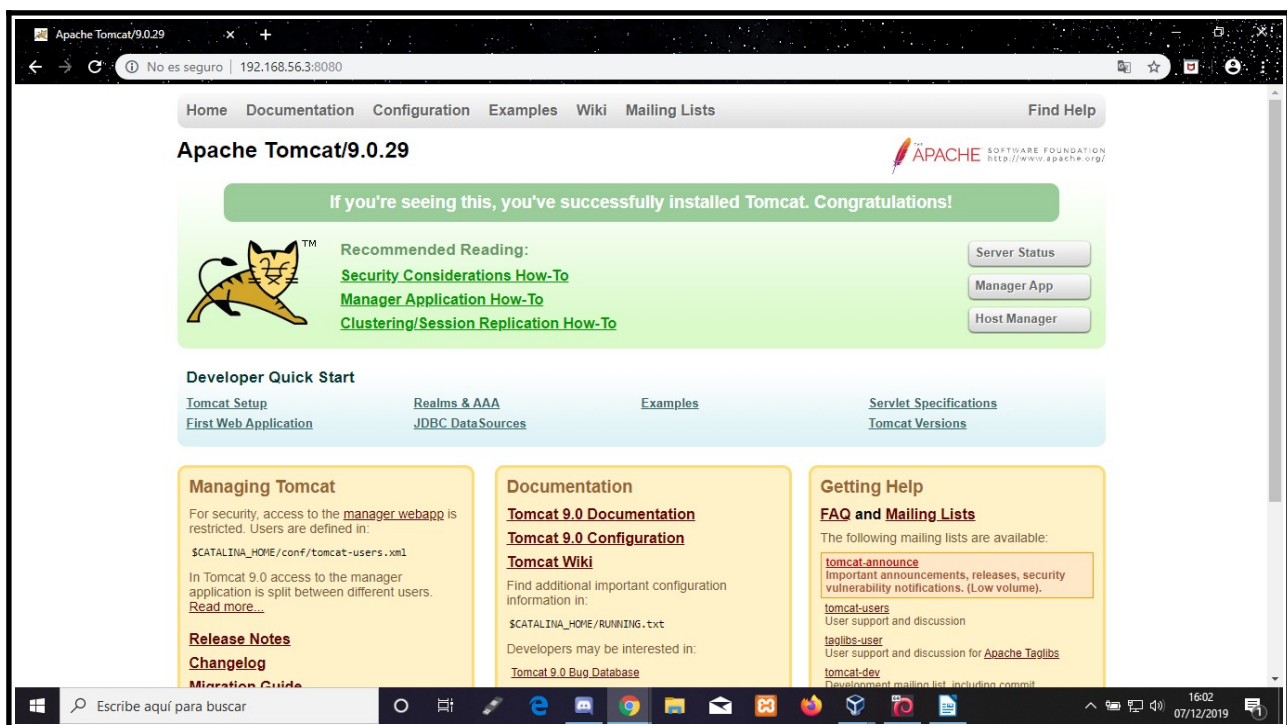 Apache Tomcat/9.0.29
No es seguro | 192.168.56.3:8080
Home Documentation Configuration Examples Wiki Mailing Lists Find Help
Apache Tomcat/9.0.29
THE APACHE SOFTWARE FOUNDATION
http://www.apache.org/
If you're seeing this, you've successfully installed Tomcat. Congratulations!
TM
Recommended Reading:
Security Considerations How-To
Manager Application How-To
Clustering/Session Replication How-To
Server Status
Manager App
Host Manager
Developer Quick Start
Tomcat Setup
First Web Application
Realms & AAA
JDBC DataSources
Examples
Servlet Specifications
Tomcat Versions
Managing Tomcat
For security, access to the manager webapp is
restricted. Users are defined in:
$CATALINA_HOME/conf/tomcat-users.xml
In Tomcat 9.0 access to the manager
application is split between different users.
Read more...
Release Notes
Changelog
Migration Guide
Documentation
Tomcat 9.0 Documentation
Tomcat 9.0 Configuration
Tomcat Wiki
Find additional important configuration
information in:
$CATALINA_HOME/RUNNING.txt
Developers may be interested in:
Tomcat 9.0 Bug Database
Getting Help
FAQ and Mailing Lists
The following mailing lists are available:
tomcat-announce
Important announcements, releases, security
vulnerability notifications. (Low volume).
tomcat-users
User support and discussion
taglibs-user
User support and discussion for Apache Taglibs
tomcat-dev
Development mailing list, including commit
Escribe aquí para buscar
16:02
07/12/2019